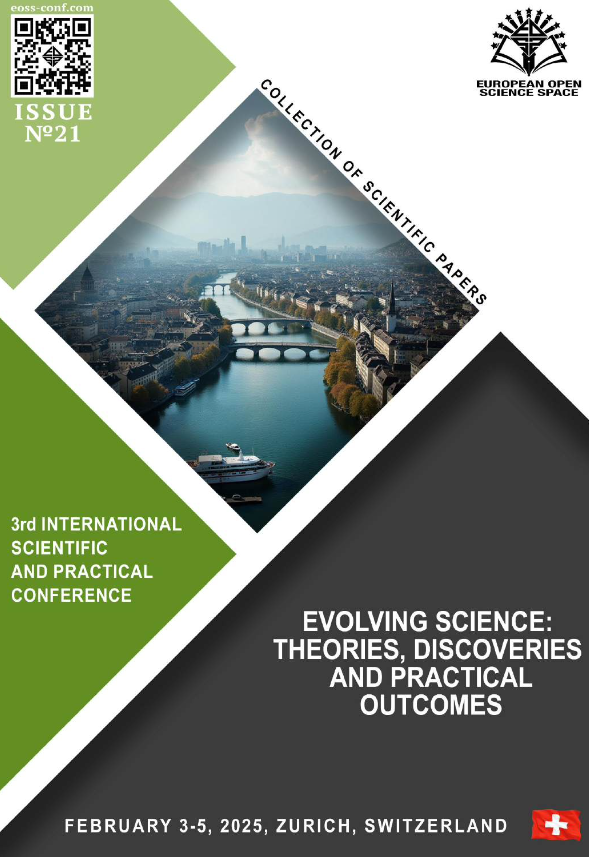 eoss-conf.com
ISSUE
№21
EUROPEAN OPEN
SCIENCE SPACE
COLLECTION OF SCIENTIFIC PAPERS
3rd INTERNATIONAL
SCIENTIFIC
AND PRACTICAL
CONFERENCE
EVOLVING SCIENCE:
THEORIES, DISCOVERIES
AND PRACTICAL
OUTCOMES
FEBRUARY 3-5, 2025, ZURICH, SWITZERLAND